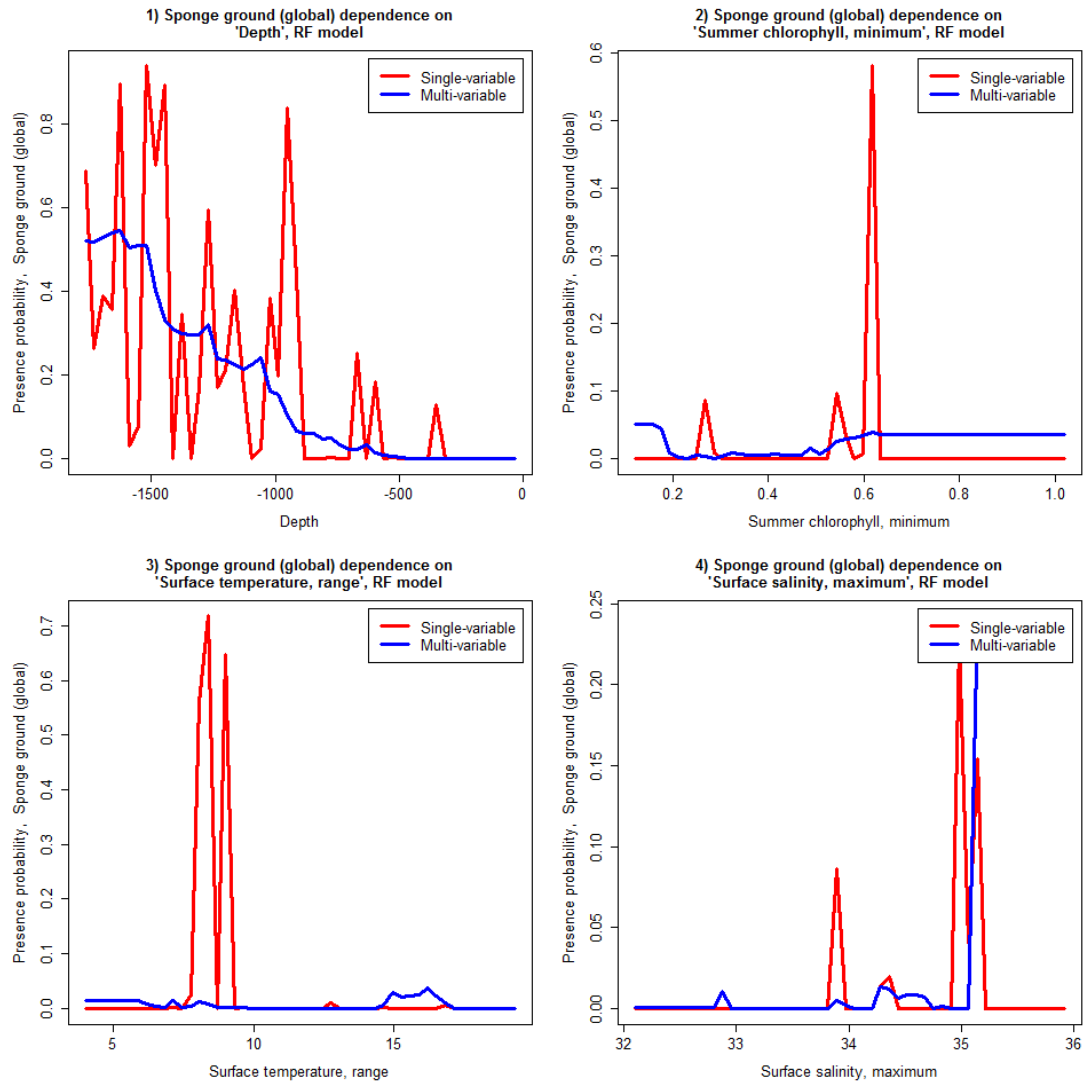 1) Sponge ground (global) dependence on
'Depth', RF model
Presence probability, Sponge ground (global)
0.0
0.2
0.4
0.6
0.8
Single-variable
Multi-variable
-1500
-1000
-500
0
Depth
2) Sponge ground (global) dependence on
'Summer chlorophyll, minimum', RF model
Presence probability, Sponge ground (global)
0.0
0.1
0.2
0.3
0.4
0.5
0.6
Single-variable
Multi-variable
0.2
0.4
0.6
0.8
1.0
Summer chlorophyll, minimum
3) Sponge ground (global) dependence on
'Surface temperature, range', RF model
Presence probability, Sponge ground (global)
0.0
0.1
0.2
0.3
0.4
0.5
0.6
0.7
Single-variable
Multi-variable
5
10
15
Surface temperature, range
4) Sponge ground (global) dependence on
'Surface salinity, maximum', RF model
Presence probability, Sponge ground (global)
0.00
0.05
0.10
0.15
0.20
0.25
Single-variable
Multi-variable
32
33
34
35
36
Surface salinity, maximum